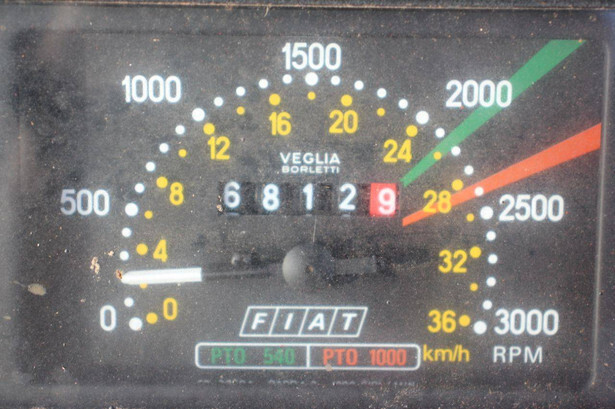 1500
1000 2000
16 20
12 24
VEGLIA
BORLETTI
500 8 6 8 1 2 9 28 2500
4 32
0 0 FIAT 36 3000
PTO 540 PTO 1000 km/h RPM